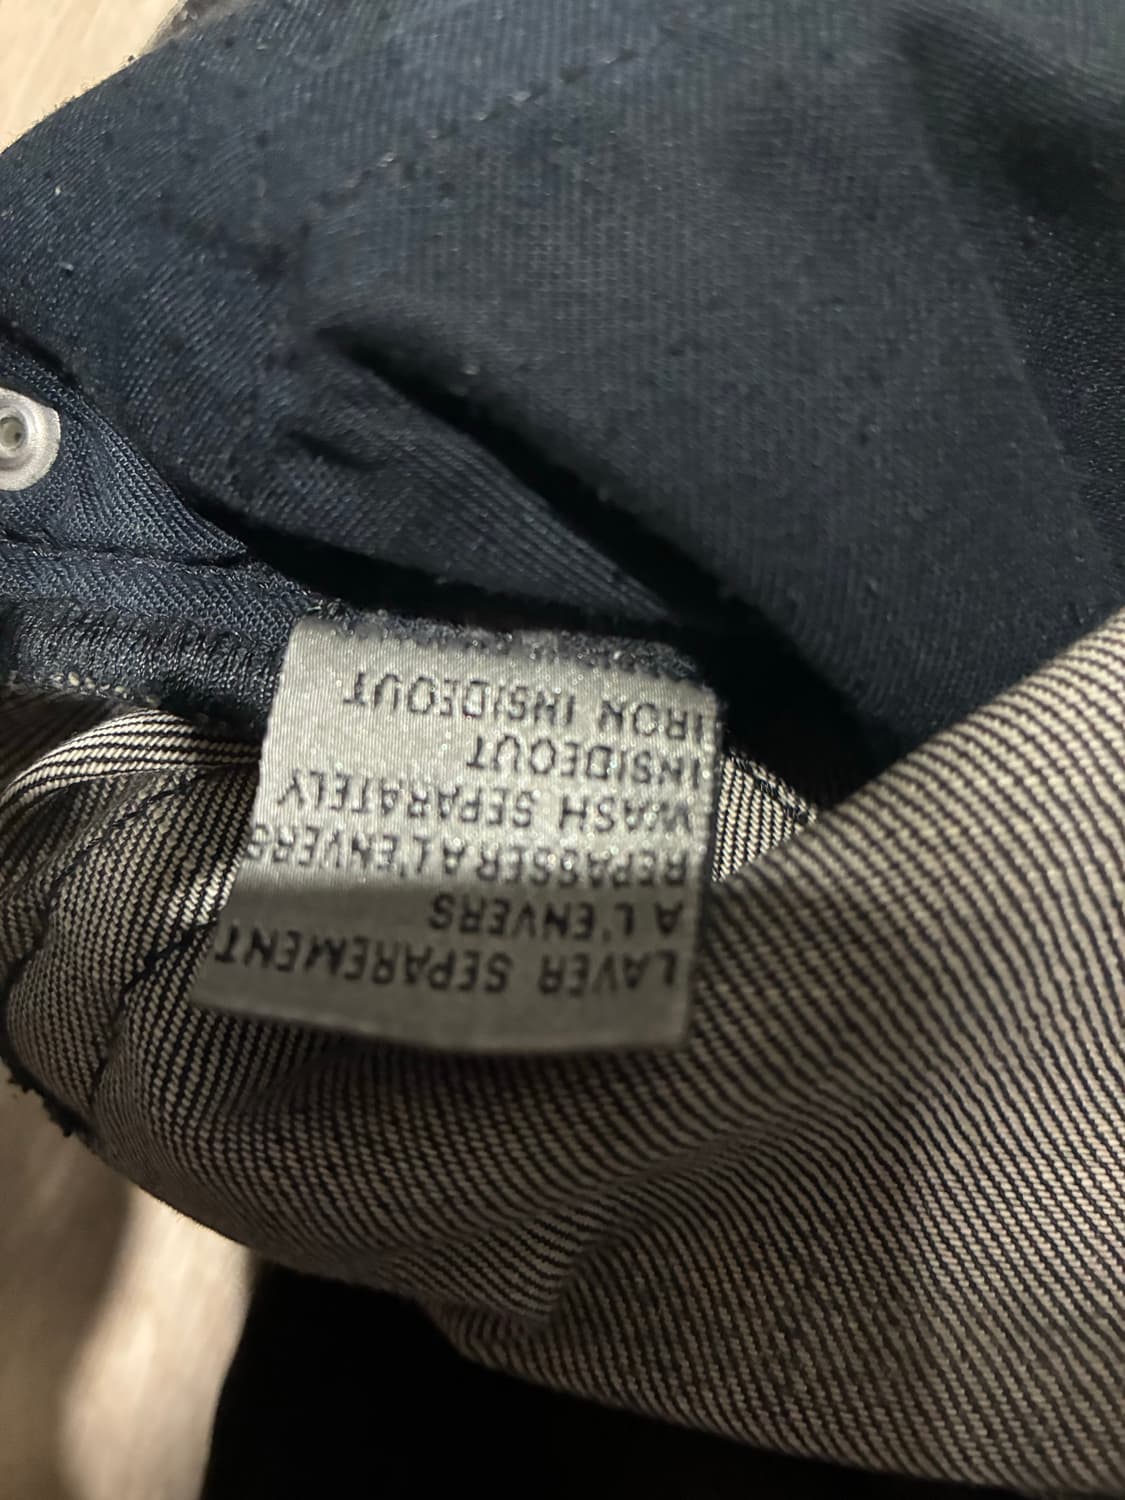 LAVER SEPAREMENT
A L'ENVERS
REPASSER A L'ENVERS
WASH SEPARATELY
INSIDEOUT
IRON INSIDEOUT